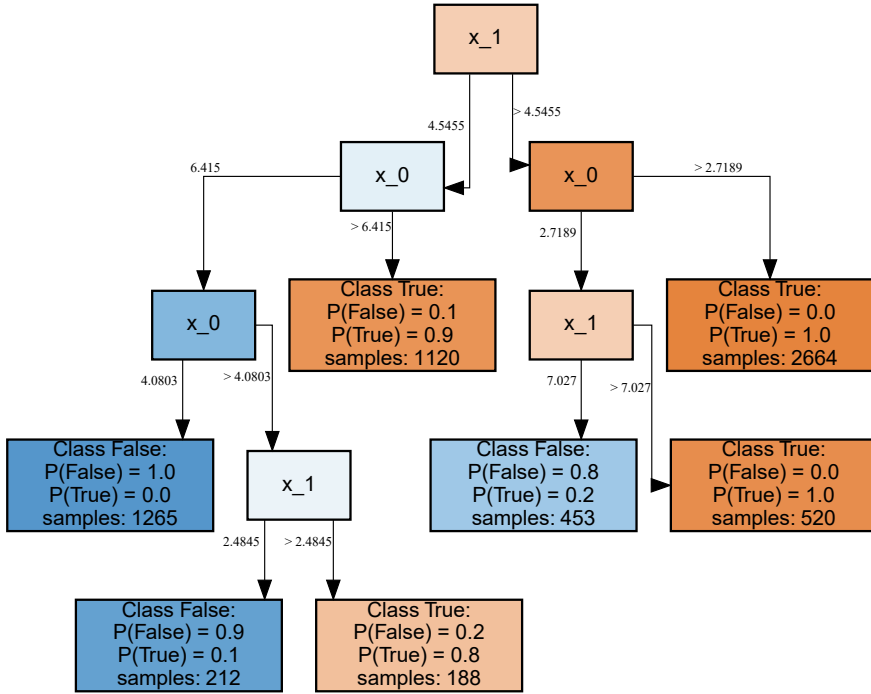 x_1
4.5455
> 4.5455
x_0
x_0
6.415
> 6.415
2.7189
> 2.7189
x_0
Class True:
P(False) = 0.1
P(True) = 0.9
samples: 1120
x_1
Class True:
P(False) = 0.0
P(True) = 1.0
samples: 2664
4.0803
> 4.0803
7.027
> 7.027
Class False:
P(False) = 1.0
P(True) = 0.0
samples: 1265
x_1
Class False:
P(False) = 0.8
P(True) = 0.2
samples: 453
Class True:
P(False) = 0.0
P(True) = 1.0
samples: 520
2.4845
> 2.4845
Class False:
P(False) = 0.9
P(True) = 0.1
samples: 212
Class True:
P(False) = 0.2
P(True) = 0.8
samples: 188